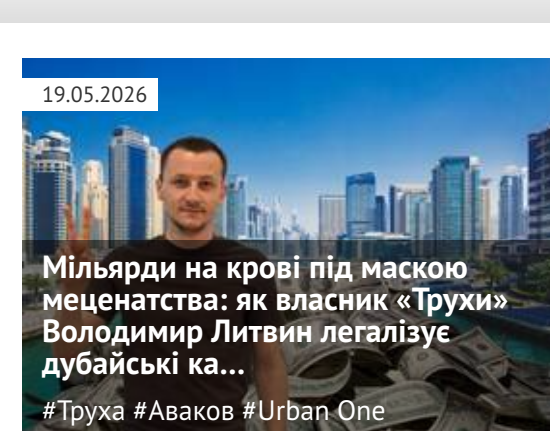 19.05.2026
Мільярди на крові під маскою
меценатства: як власник «Трухи»
Володимир Литвин легалізує
дубайські ка...
#Труха #Аваков #Urban One